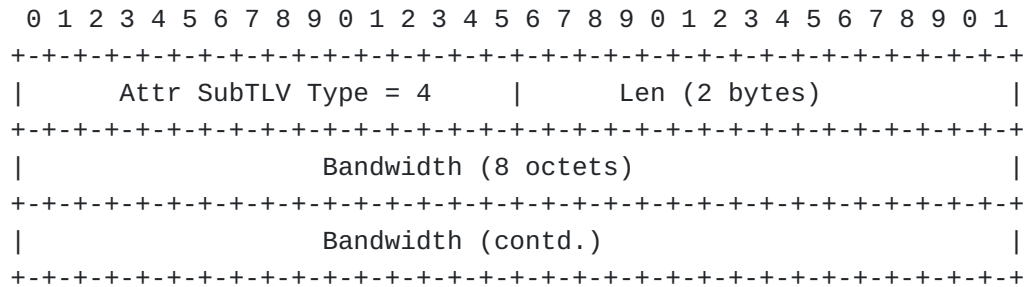 0 1 2 3 4 5 6 7 8 9 0 1 2 3 4 5 6 7 8 9 0 1 2 3 4 5 6 7 8 9 0 1
+-+-+-+-+-+-+-+-+-+-+-+-+-+-+-+-+-+-+-+-+-+-+-+-+-+-+-+-+-+-+-+-+
|      Attr SubTLV Type = 4     |      Len (2 bytes)            |
+-+-+-+-+-+-+-+-+-+-+-+-+-+-+-+-+-+-+-+-+-+-+-+-+-+-+-+-+-+-+-+-+
|                   Bandwidth (8 octets)                        |
+-+-+-+-+-+-+-+-+-+-+-+-+-+-+-+-+-+-+-+-+-+-+-+-+-+-+-+-+-+-+-+-+
|                   Bandwidth (contd.)                          |
+-+-+-+-+-+-+-+-+-+-+-+-+-+-+-+-+-+-+-+-+-+-+-+-+-+-+-+-+-+-+-+-+